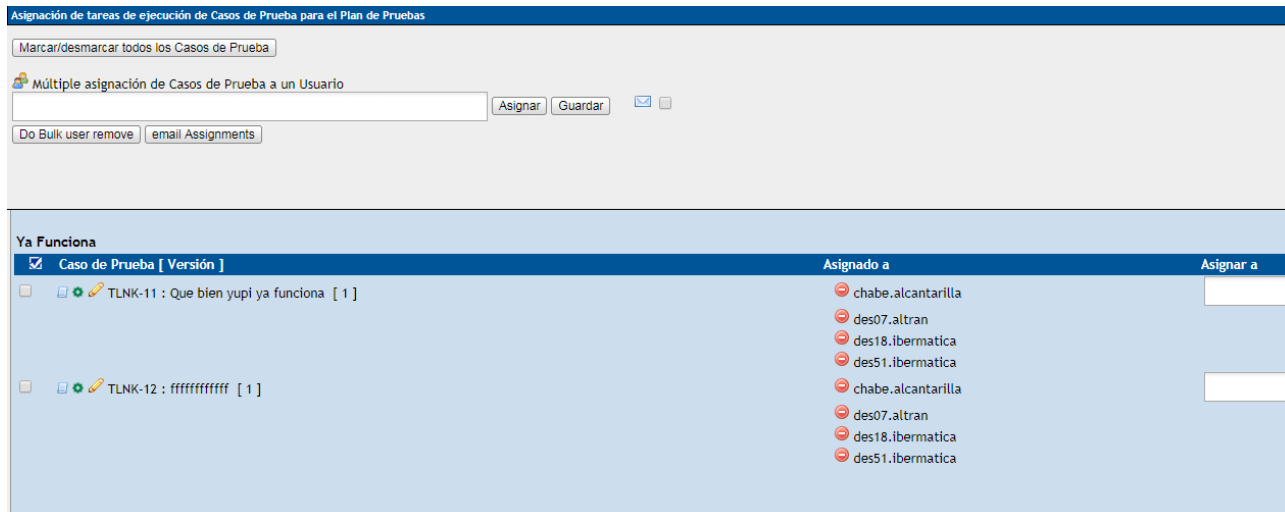 Asignación de tareas de ejecución de Casos de Prueba para el Plan de Pruebas
Marcar/desmarcar todos los Casos de Prueba
Múltiple asignación de Casos de Prueba a un Usuario
Asignar Guardar
Do Bulk user remove email Assignments
Ya Funciona
Caso de Prueba [ Versión ] Asignado a Asignar a
TLNK-11 : Que bien yupi ya funciona [ 1 ] chabe.alcantarilla
des07.altran
des18.ibermatica
des51.ibermatica
TLNK-12 : ffffffffffff [ 1 ] chabe.alcantarilla
des07.altran
des18.ibermatica
des51.ibermatica